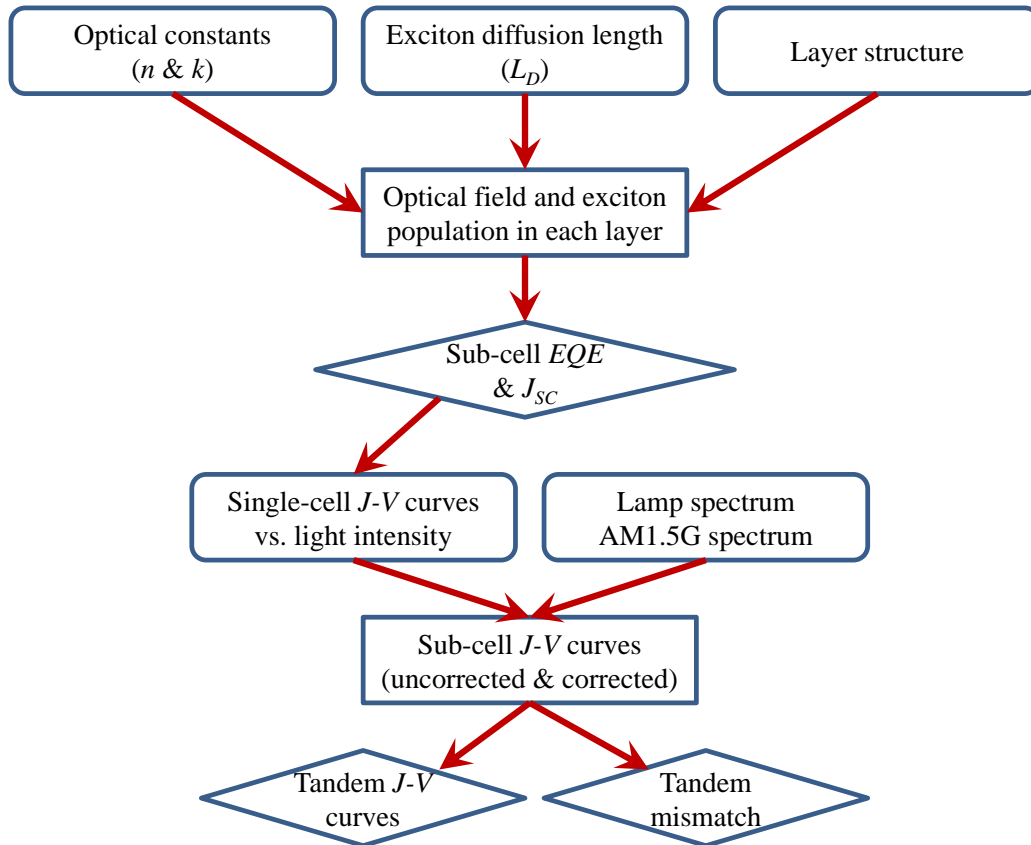 Optical constants
(n & k)
Exciton diffusion length
(L_D)
Layer structure
Optical field and exciton
population in each layer
Sub-cell EQE
& J_SC
Single-cell J-V curves
vs. light intensity
Lamp spectrum
AM1.5G spectrum
Sub-cell J-V curves
(uncorrected & corrected)
Tandem J-V
curves
Tandem
mismatch